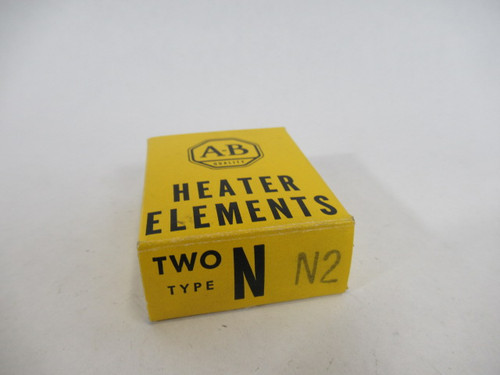 A-B
QUALITY
HEATER
ELEMENTS
TWO
TYPE N N2